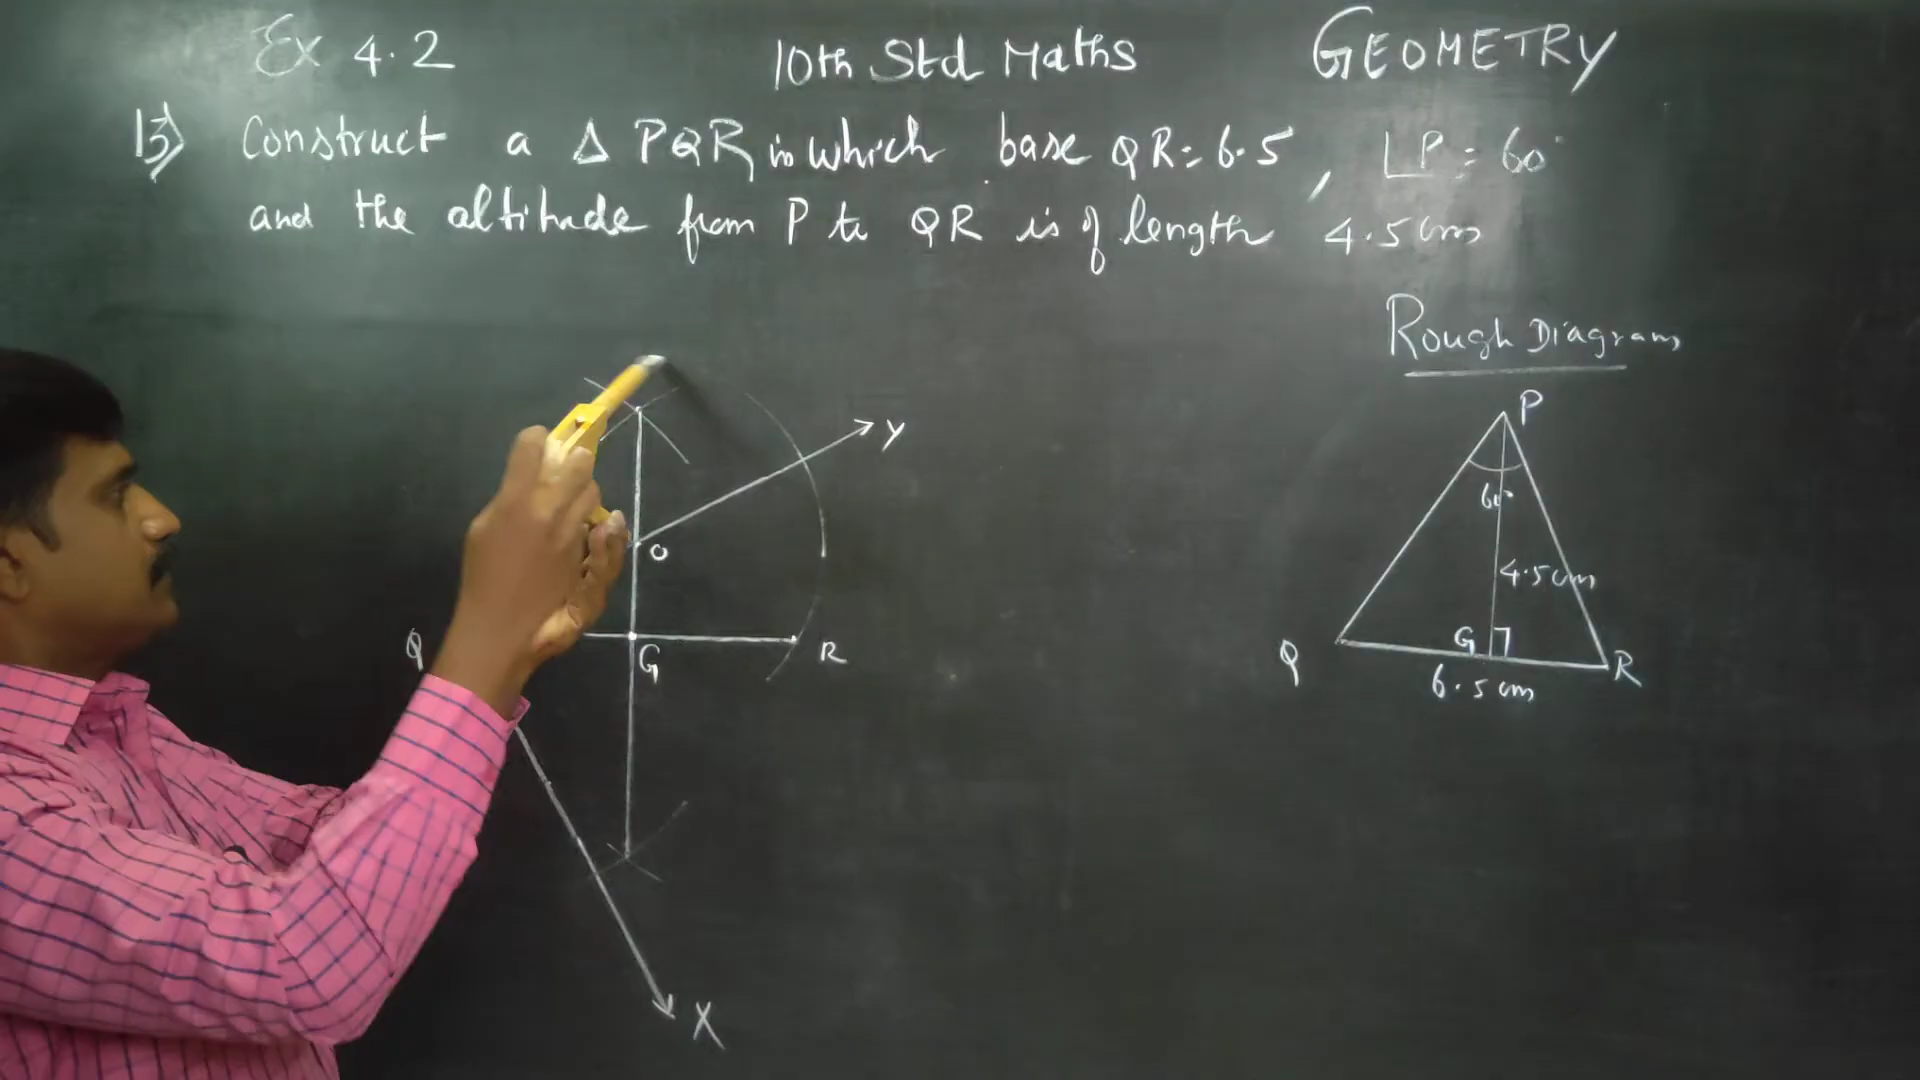 Ex 4.2
10th Std Maths
GEOMETRY
13) Construct a Δ PQR in which base QR = 6.5, ∠P = 60°
and the altitude from P to QR is of length 4.5 cm
Rough Diagram
P
60°
4.5 cm
Q
G
R
6.5 cm
Y
O
Q
G
R
X